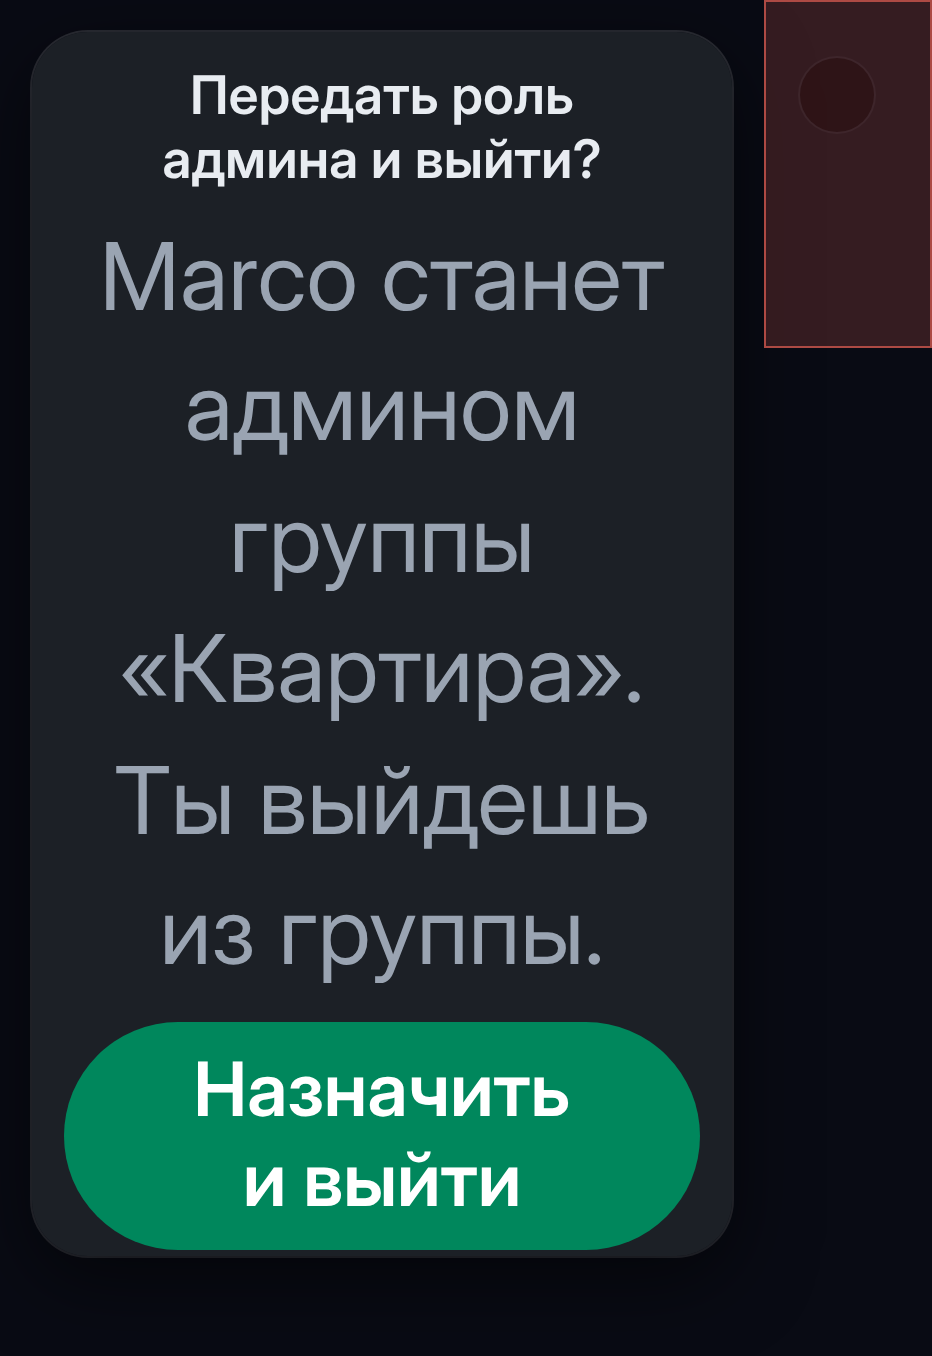 Передать роль
админа и выйти?
Marco станет
админом
группы
«Квартира».
Ты выйдешь
из группы.
Назначить
и выйти